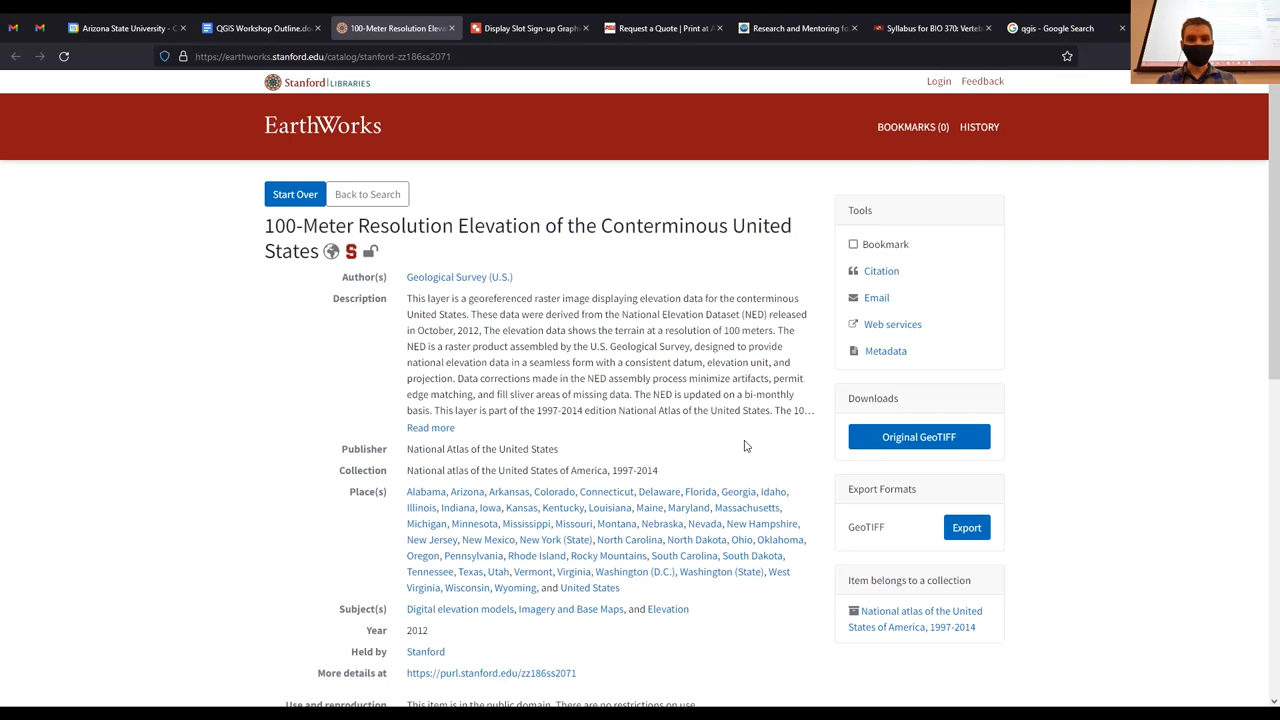 Arizona State University - C
QGIS Workshop Outline.do
100-Meter Resolution Eleva
Display Slot Sign-up Graph
Request a Quote | Print at A
Research and Mentoring fo
Syllabus for BIO 370: Verteb
qgis - Google Search
https://earthworks.stanford.edu/catalog/stanford-zz186ss2071
Stanford LIBRARIES
Login Feedback
EarthWorks
BOOKMARKS (0) HISTORY
Start Over
Back to Search
100-Meter Resolution Elevation of the Conterminous United
States
Author(s) Geological Survey (U.S.)
Description This layer is a georeferenced raster image displaying elevation data for the conterminous
United States. These data were derived from the National Elevation Dataset (NED) released
in October, 2012, The elevation data shows the terrain at a resolution of 100 meters. The
NED is a raster product assembled by the U.S. Geological Survey, designed to provide
national elevation data in a seamless form with a consistent datum, elevation unit, and
projection. Data corrections made in the NED assembly process minimize artifacts, permit
edge matching, and fill sliver areas of missing data. The NED is updated on a bi-monthly
basis. This layer is part of the 1997-2014 edition National Atlas of the United States. The 10...
Read more
Publisher National Atlas of the United States
Collection National atlas of the United States of America, 1997-2014
Place(s) Alabama, Arizona, Arkansas, Colorado, Connecticut, Delaware, Florida, Georgia, Idaho,
Illinois, Indiana, Iowa, Kansas, Kentucky, Louisiana, Maine, Maryland, Massachusetts,
Michigan, Minnesota, Mississippi, Missouri, Montana, Nebraska, Nevada, New Hampshire,
New Jersey, New Mexico, New York (State), North Carolina, North Dakota, Ohio, Oklahoma,
Oregon, Pennsylvania, Rhode Island, Rocky Mountains, South Carolina, South Dakota,
Tennessee, Texas, Utah, Vermont, Virginia, Washington (D.C.), Washington (State), West
Virginia, Wisconsin, Wyoming, and United States
Subject(s) Digital elevation models, Imagery and Base Maps, and Elevation
Year 2012
Held by Stanford
More details at https://purl.stanford.edu/zz186ss2071
Use and reproduction This item is in the public domain. There are no restrictions on use.
Tools
Bookmark
Citation
Email
Web services
Metadata
Downloads
Original GeoTIFF
Export Formats
GeoTIFF Export
Item belongs to a collection
National atlas of the United
States of America, 1997-2014